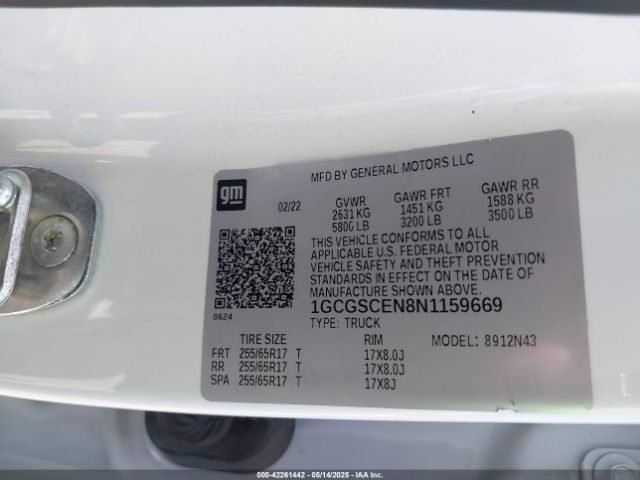 gm
MFD BY GENERAL MOTORS LLC
02/22
GVWR GAWR FRT GAWR RR
2631 KG 1451 KG 1588 KG
5800 LB 3200 LB 3500 LB
THIS VEHICLE CONFORMS TO ALL
APPLICABLE U.S. FEDERAL MOTOR
VEHICLE SAFETY AND THEFT PREVENTION
STANDARDS IN EFFECT ON THE DATE OF
MANUFACTURE SHOWN ABOVE.
8624
1GCGSCEN8N1159669
TYPE: TRUCK
TIRE SIZE RIM MODEL: 8912N43
FRT 255/65R17 T 17X8.0J
RR 255/65R17 T 17X8.0J
SPA 255/65R17 T 17X8J
000-42261442 - 05/14/2025 - IAAI.com